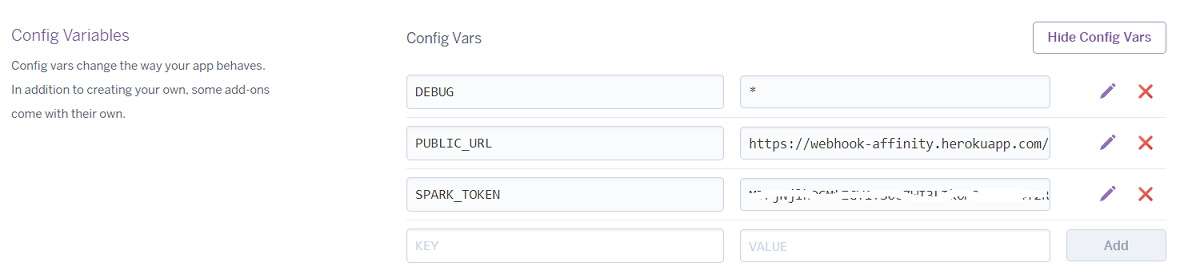 Config Variables
Config vars change the way your app behaves.
In addition to creating your own, some add-ons
come with their own.
Config Vars
Hide Config Vars
DEBUG
*
PUBLIC_URL
https://webhook-affinity.herokuapp.com/
SPARK_TOKEN
KEY
VALUE
Add